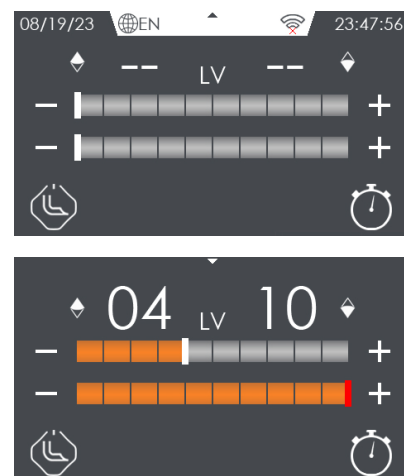 08/19/23 EN 23:47:56
-- LV --
− +
− +
04 LV 10
− +
− +